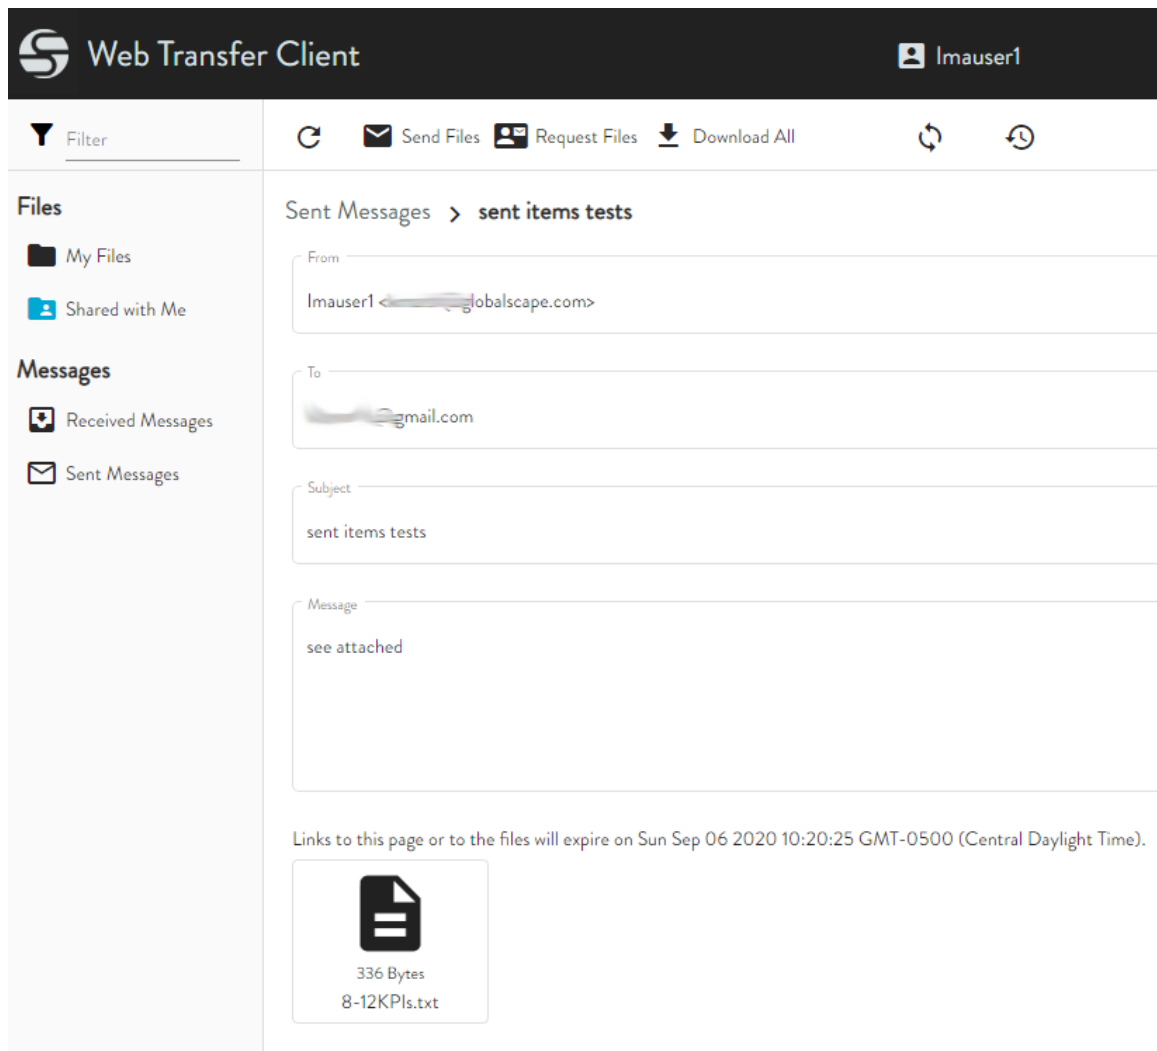 Web Transfer Client
lmauser1
Filter
Send Files
Request Files
Download All
Files
My Files
Shared with Me
Messages
Received Messages
Sent Messages
Sent Messages > sent items tests
From
lmauser1 < globalscape.com>
To
@gmail.com
Subject
sent items tests
Message
see attached
Links to this page or to the files will expire on Sun Sep 06 2020 10:20:25 GMT-0500 (Central Daylight Time).
336 Bytes
8-12KPIs.txt